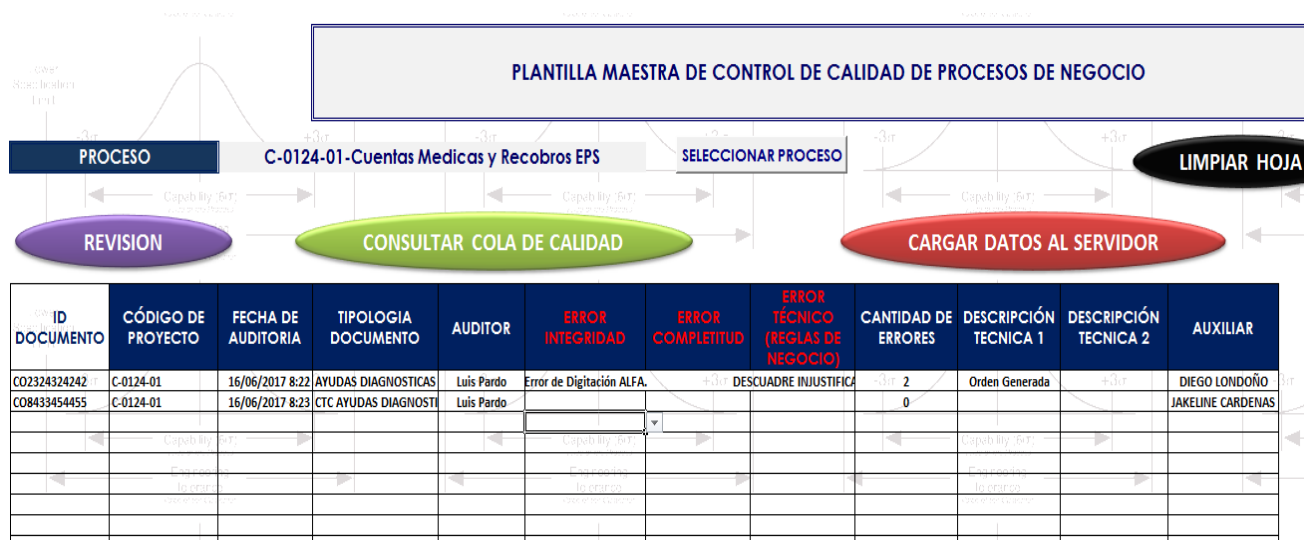 PLANTILLA MAESTRA DE CONTROL DE CALIDAD DE PROCESOS DE NEGOCIO
PROCESO C-0124-01-Cuentas Medicas y Recobros EPS SELECCIONAR PROCESO LIMPIAR HOJA
REVISION CONSULTAR COLA DE CALIDAD CARGAR DATOS AL SERVIDOR
ID DOCUMENTO
CÓDIGO DE PROYECTO
FECHA DE AUDITORIA
TIPOLOGIA DOCUMENTO
AUDITOR
ERROR INTEGRIDAD
ERROR COMPLETITUD
ERROR TÉCNICO (REGLAS DE NEGOCIO)
CANTIDAD DE ERRORES
DESCRIPCIÓN TECNICA 1
DESCRIPCIÓN TECNICA 2
AUXILIAR
CO2324324242 C-0124-01 16/06/2017 8:22 AYUDAS DIAGNOSTICAS Luis Pardo Error de Digitación ALFA. DESCUADRE INJUSTIFICA 2 Orden Generada DIEGO LONDOÑO
CO8433454455 C-0124-01 16/06/2017 8:23 CTC AYUDAS DIAGNOSTI Luis Pardo 0 JAKELINE CARDENAS